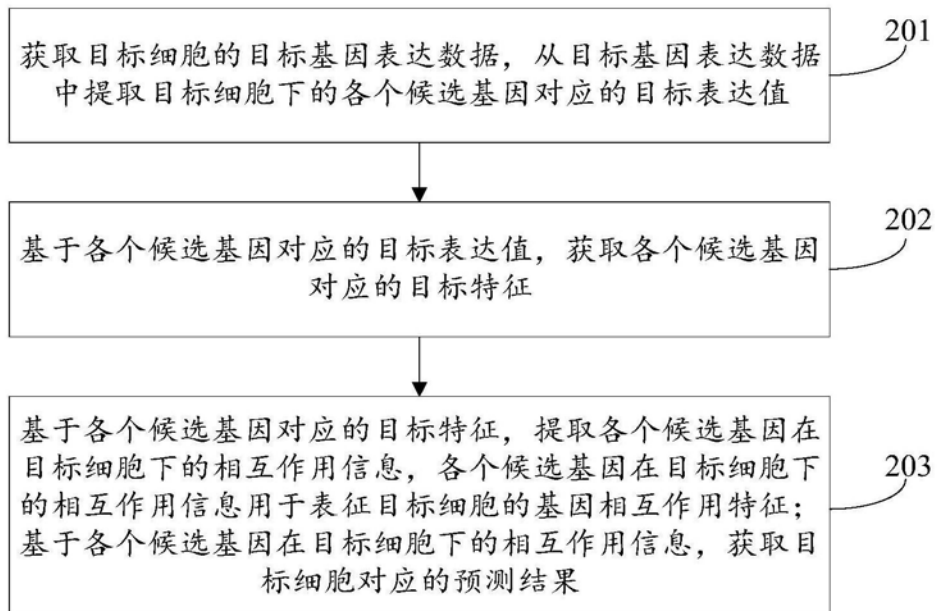 获取目标细胞的目标基因表达数据，从目标基因表达数据
中提取目标细胞下的各个候选基因对应的目标表达值
201
基于各个候选基因对应的目标表达值，获取各个候选基因
对应的目标特征
202
基于各个候选基因对应的目标特征，提取各个候选基因在
目标细胞下的相互作用信息，各个候选基因在目标细胞下
的相互作用信息用于表征目标细胞的基因相互作用特征；
基于各个候选基因在目标细胞下的相互作用信息，获取目
标细胞对应的预测结果
203